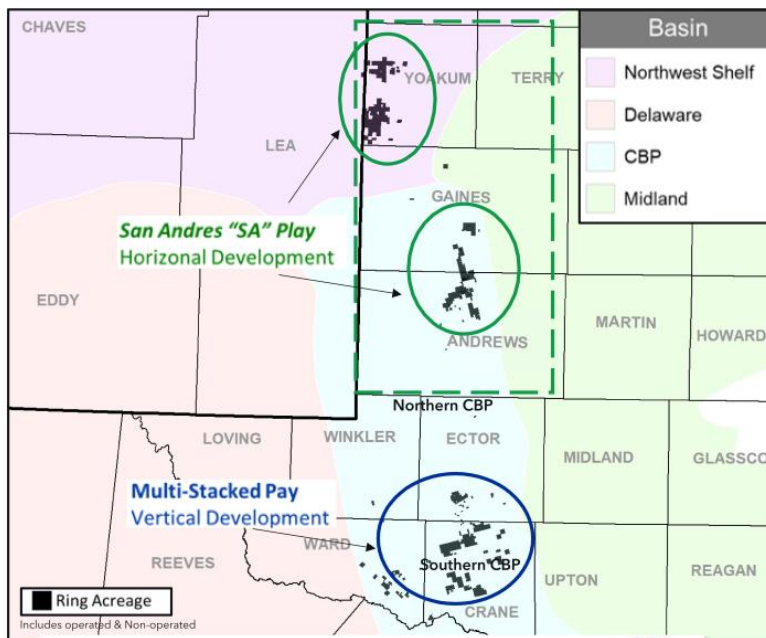 CHAVES
YOAKUM
TERRY
Basin
Northwest Shelf
Delaware
CBP
Midland
LEA
GAINES
San Andres "SA" Play
Horizonal Development
EDDY
ANDREWS
MARTIN
HOWARD
Northern CBP
LOVING
WINKLER
ECTOR
MIDLAND
GLASSCO
Multi-Stacked Pay
Vertical Development
WARD
REEVES
Southern CBP
UPTON
REAGAN
CRANE
Ring Acreage
Includes operated & Non-operated